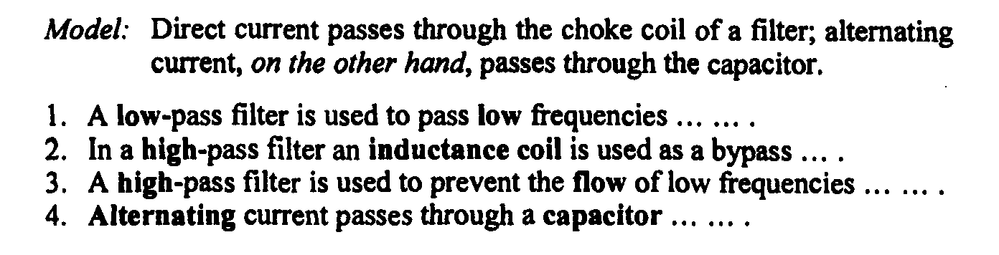 Model: Direct current passes through the choke coil of a filter; alternating
current, on the other hand, passes through the capacitor.
1. A low-pass filter is used to pass low frequencies ... ... .
2. In a high-pass filter an inductance coil is used as a bypass ... .
3. A high-pass filter is used to prevent the flow of low frequencies ... ... .
4. Alternating current passes through a capacitor ... ... .